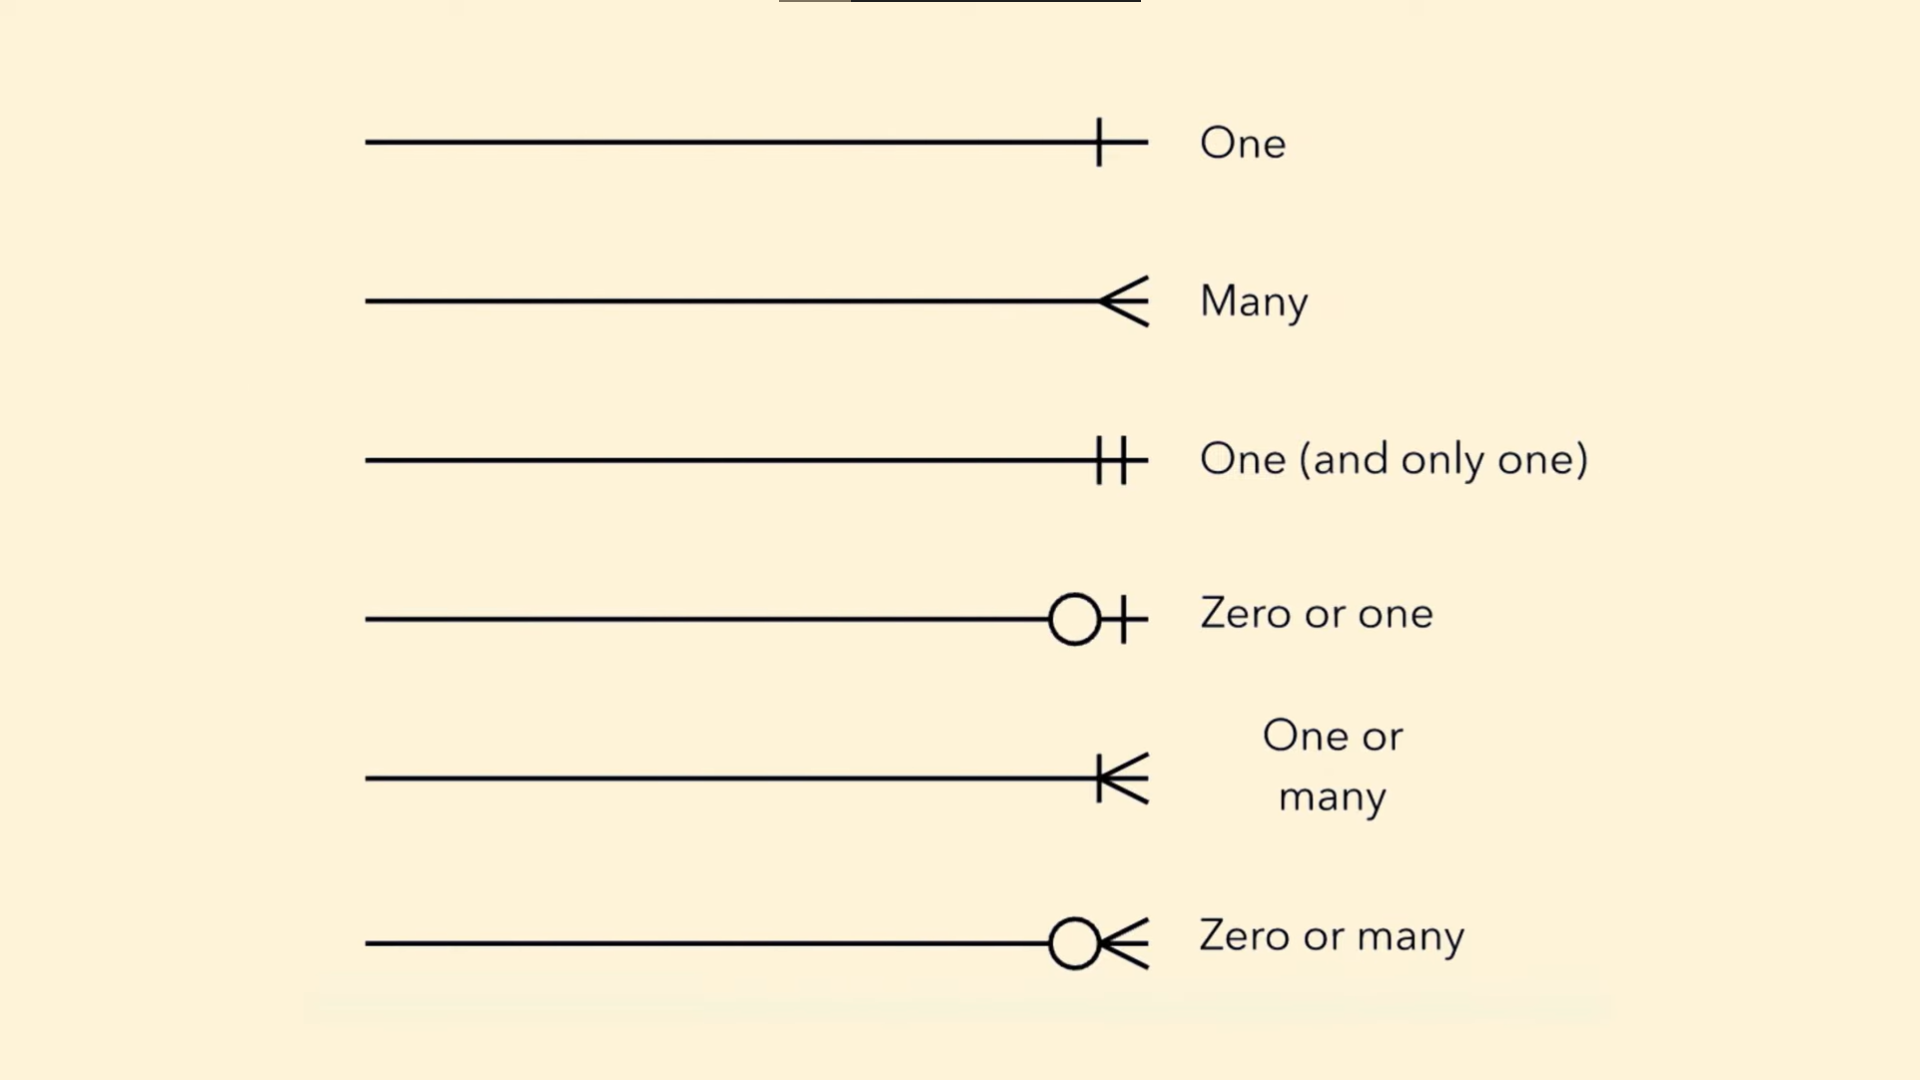 One
Many
One (and only one)
Zero or one
One or
many
Zero or many